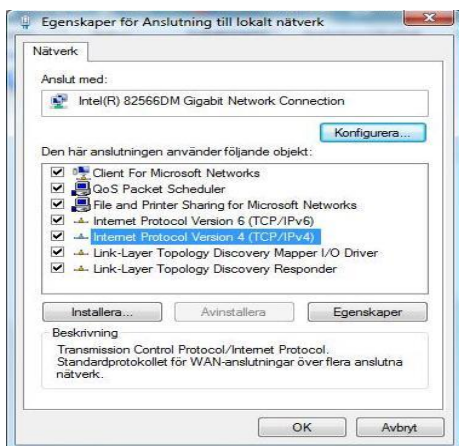 Egenskaper för Anslutning till lokalt nätverk
Nätverk
Anslut med:
Intel(R) 82566DM Gigabit Network Connection
Konfigurera...
Den här anslutningen använder följande objekt:
Client For Microsoft Networks
QoS Packet Scheduler
File and Printer Sharing for Microsoft Networks
Internet Protocol Version 6 (TCP/IPv6)
Internet Protocol Version 4 (TCP/IPv4)
Link-Layer Topology Discovery Mapper I/O Driver
Link-Layer Topology Discovery Responder
Installera...
Avinstallera
Egenskaper
Beskrivning
Transmission Control Protocol/Internet Protocol.
Standardprotokollet för WAN-anslutningar över flera anslutna
nätverk.
OK
Avbryt